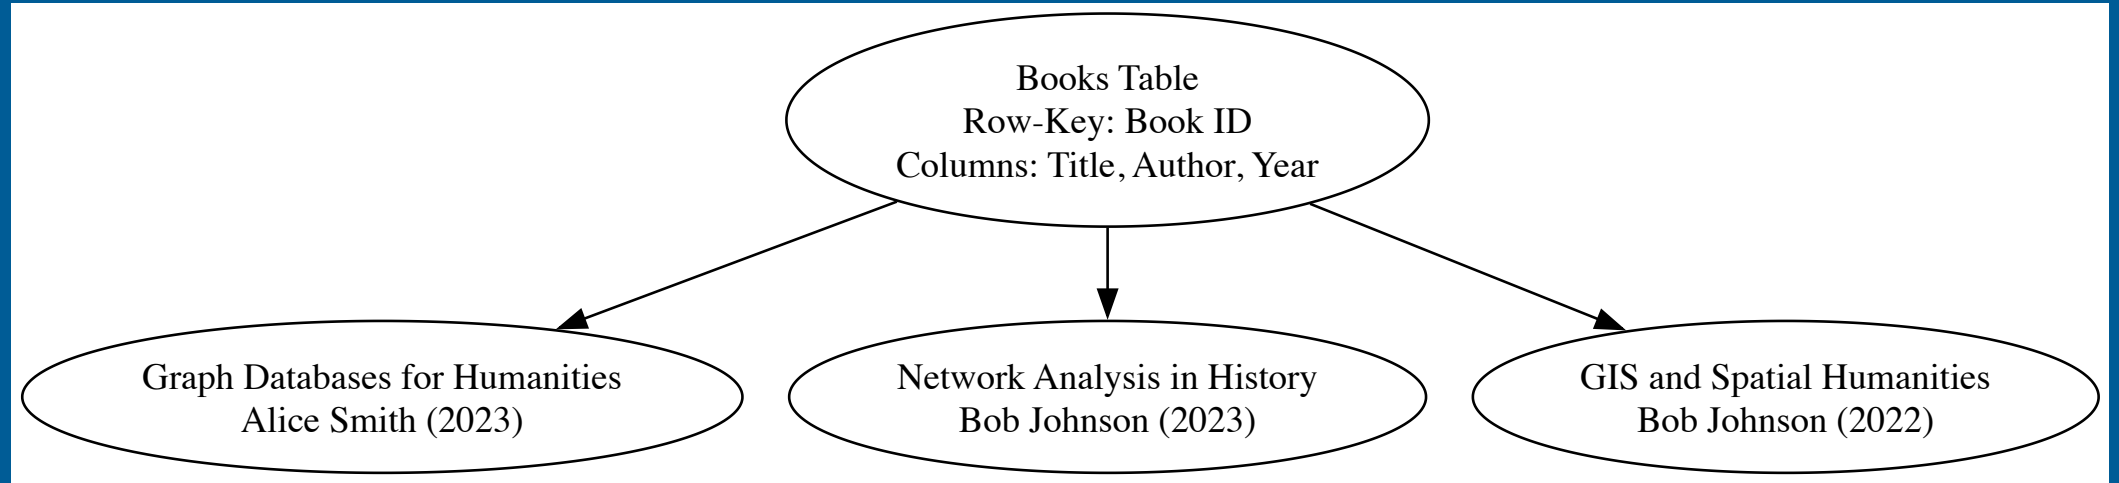 Books Table
Row-Key: Book ID
Columns: Title, Author, Year
Graph Databases for Humanities
Alice Smith (2023)
Network Analysis in History
Bob Johnson (2023)
GIS and Spatial Humanities
Bob Johnson (2022)